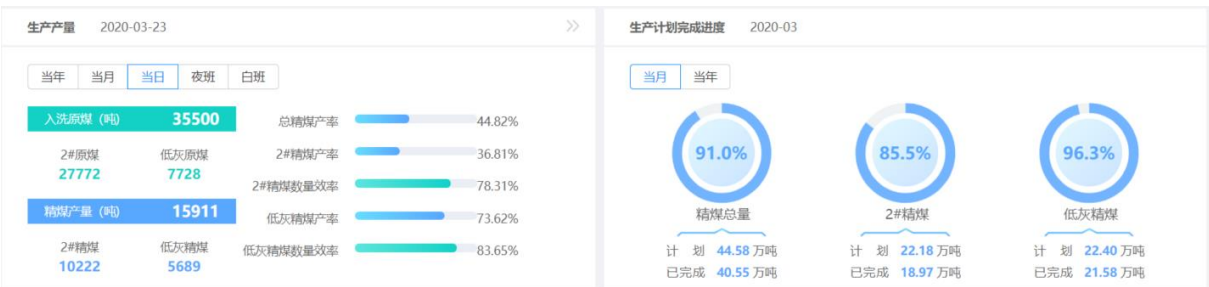 生产产量 2020-03-23
当年 当月 当日 夜班 白班
入洗原煤（吨） 35500
2#原煤 低灰原煤
27772 7728
精煤产量（吨） 15911
2#精煤 低灰精煤
10222 5689
总精煤产率 44.82%
2#精煤产率 36.81%
2#精煤数量效率 78.31%
低灰精煤产率 73.62%
低灰精煤数量效率 83.65%
生产计划完成进度 2020-03
当月 当年
91.0% 85.5% 96.3%
精煤总量 2#精煤 低灰精煤
计 划 44.58 万吨 计 划 22.18 万吨 计 划 22.40 万吨
已完成 40.55 万吨 已完成 18.97 万吨 已完成 21.58 万吨